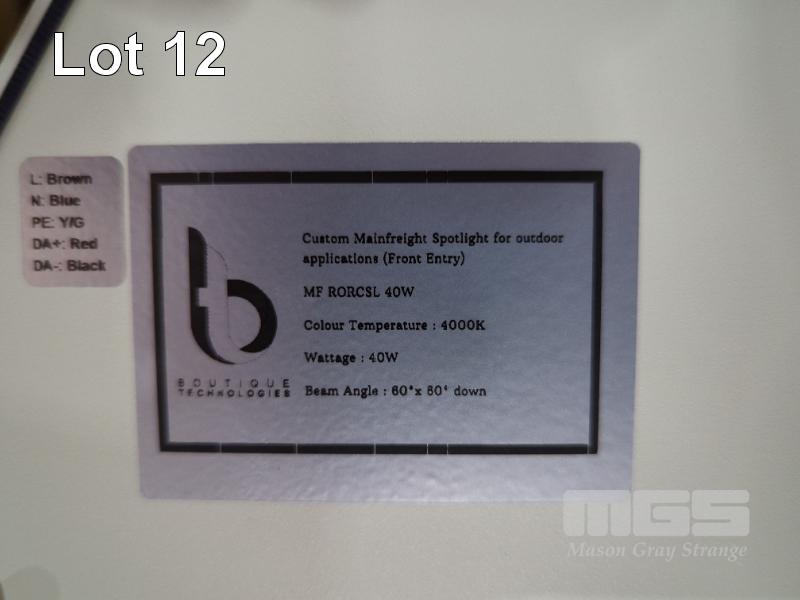 Lot 12
L: Brown
N: Blue
PE: Y/G
DA+: Red
DA-: Black
Custom Mainfreight Spotlight for outdoor
applications (Front Entry)
MF RORCSL 40W
Colour Temperature : 4000K
Wattage : 40W
Beam Angle : 60°x 80° down
BOUTIQUE
TECHNOLOGIES
MGS
Mason Gray Strange